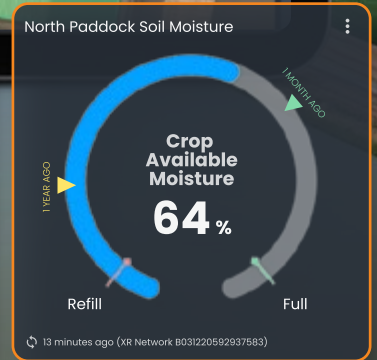 North Paddock Soil Moisture
1 MONTH AGO
Crop
Available
Moisture
1 YEAR AGO
64%
Refill
Full
13 minutes ago (XR Network B031220592937583)